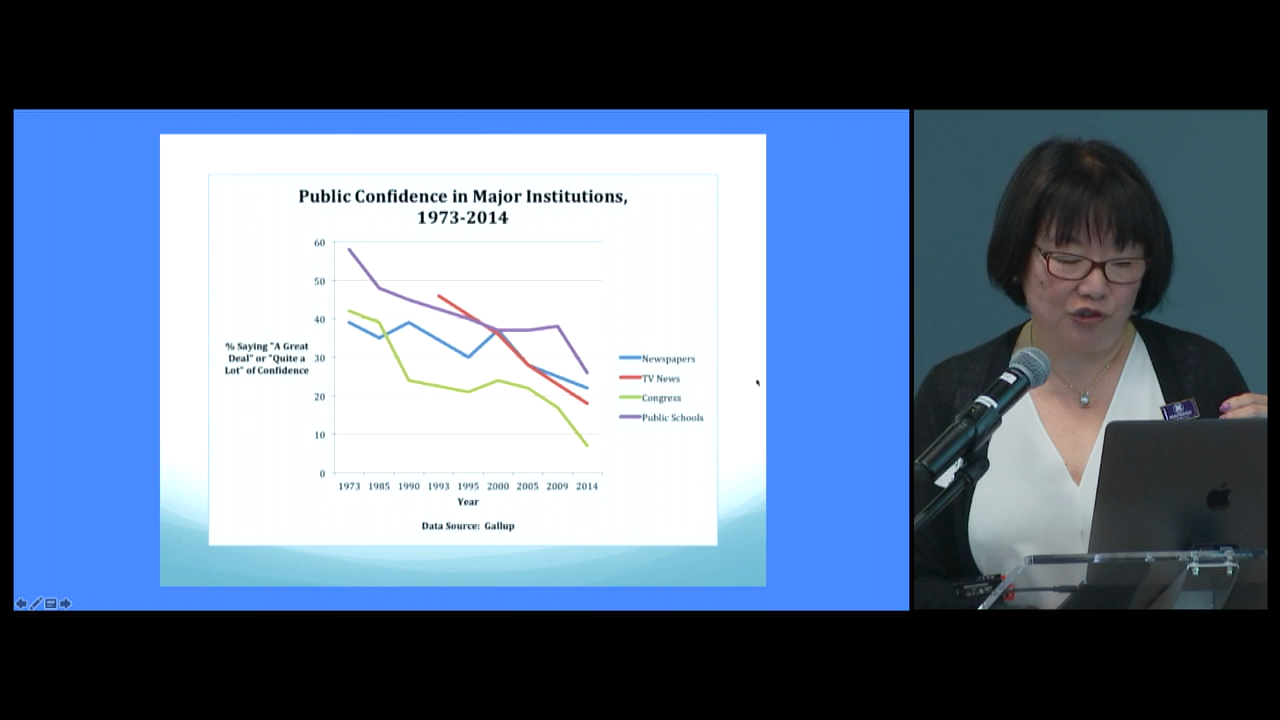 Public Confidence in Major Institutions,
1973-2014
60
50
40
30
20
10
0
% Saying "A Great
Deal" or "Quite a
Lot" of Confidence
Newspapers
TV News
Congress
Public Schools
1973 1985 1990 1993 1995 2000 2005 2009 2014
Year
Data Source: Gallup